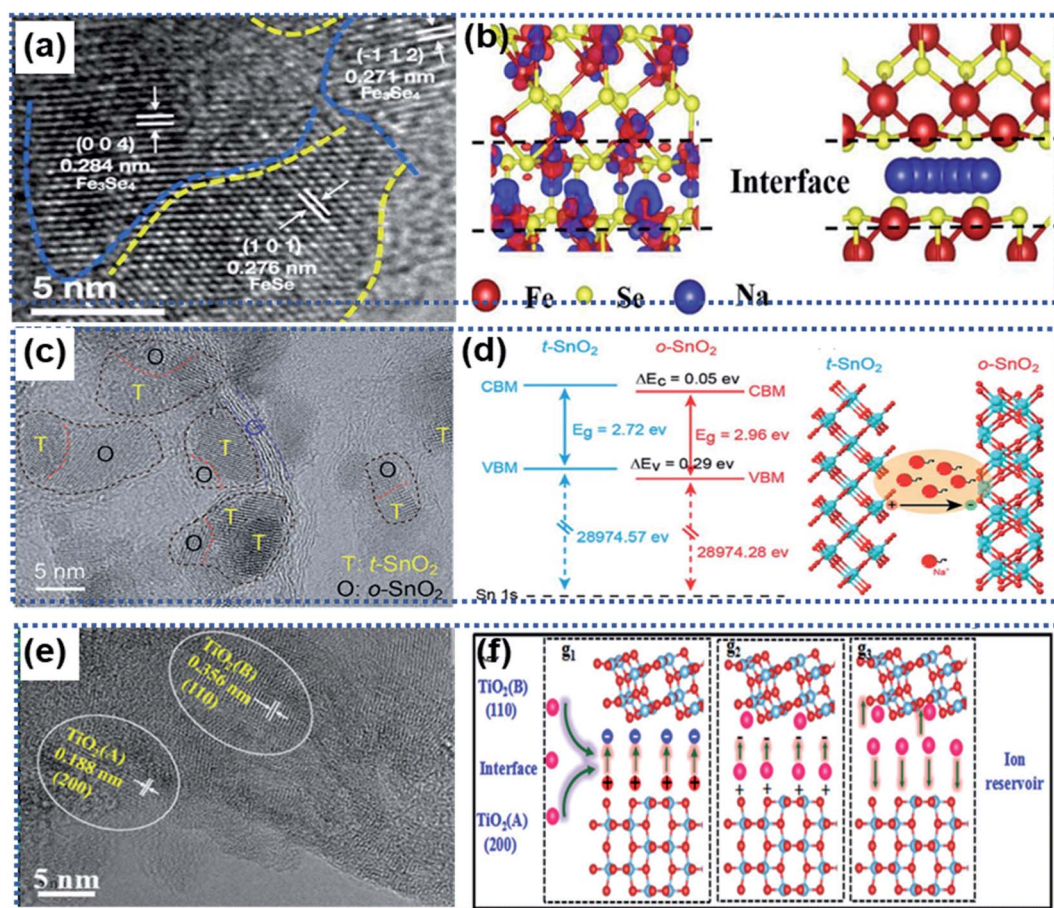 (a)
(-1 1 2)
0.271 nm
Fe₃Se₄
(0 0 4)
0.284 nm
Fe₃Se₄
(1 0 1)
0.276 nm
FeSe
5 nm
(b)
Interface
Fe Se Na
(c)
O
T
T
O
T
O
O
T
O
T
T
G
T
5 nm
T: t-SnO₂
O: o-SnO₂
(d)
t-SnO₂ o-SnO₂
CBM ΔEc = 0.05 ev CBM
Eg = 2.72 ev Eg = 2.96 ev
VBM ΔEv = 0.29 ev VBM
28974.57 ev 28974.28 ev
Sn 1s
t-SnO₂ o-SnO₂
+ -
Na⁺
(e)
TiO₂(B)
0.356 nm
(110)
TiO₂(A)
0.188 nm
(200)
5 nm
(f)
g₁ g₂ g₃
TiO₂(B)
(110)
- - - - - - - -
Interface
+ + + + + + + +
TiO₂(A)
(200)
Ion
reservoir